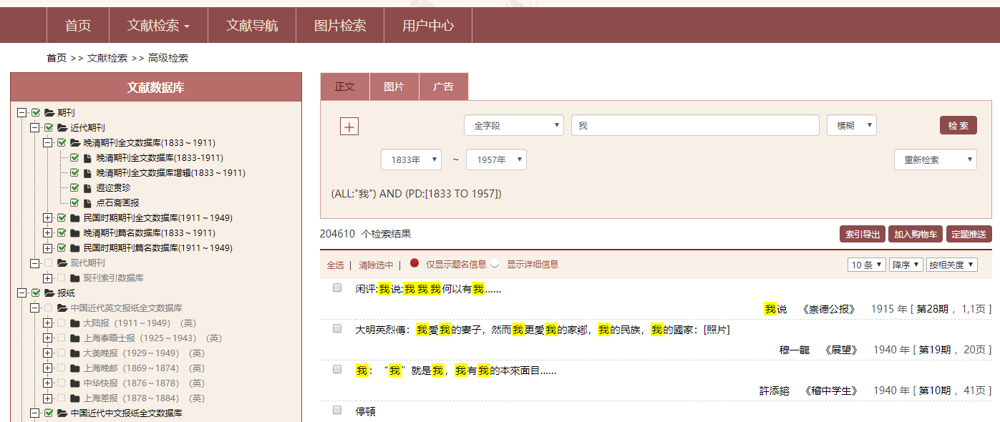 首页 文献检索 文献导航 图片检索 用户中心
首页 >> 文献检索 >> 高级检索
文献数据库
期刊
近代期刊
晚清期刊全文数据库(1833～1911)
晚清期刊全文数据库(1833-1911)
晚清期刊全文数据库增辑(1833～1911)
遐迩贯珍
点石斋画报
民国时期期刊全文数据库(1911～1949)
晚清期刊篇名数据库(1833～1911)
民国时期期刊篇名数据库(1911～1949)
现代期刊
现刊索引数据库
报纸
中国近代英文报纸全文数据库
大陆报（1911～1949）（英）
上海泰晤士报（1925～1943）（英）
大美晚报（1929～1949）（英）
上海晚邮（1869～1874）（英）
中华快报（1876～1878）（英）
上海差报（1878～1884）（英）
中国近代中文报纸全文数据库
正文 图片 广告
全字段 我 模糊 检 索
1833年 ~ 1957年 重新检索
(ALL:"我") AND (PD:[1833 TO 1957])
204610 个检索结果 索引导出 加入购物车 定题推送
全选 | 清除选中 | 仅显示题名信息 显示详细信息 10 条 降序 按相关度
闲评:我说:我我我何以有我......
我说 《崇德公报》 1915 年 [ 第28期 ，1,1页 ]
大明英烈傳：我愛我的妻子，然而我更愛我的家鄉，我的民族，我的國家：[照片]
穆一龍 《展望》 1940 年 [ 第19期 ，20页 ]
我：“我”就是我，我有我的本來面目......
許添鎔 《稽中学生》 1940 年 [ 第10期 ，41页 ]
停頓